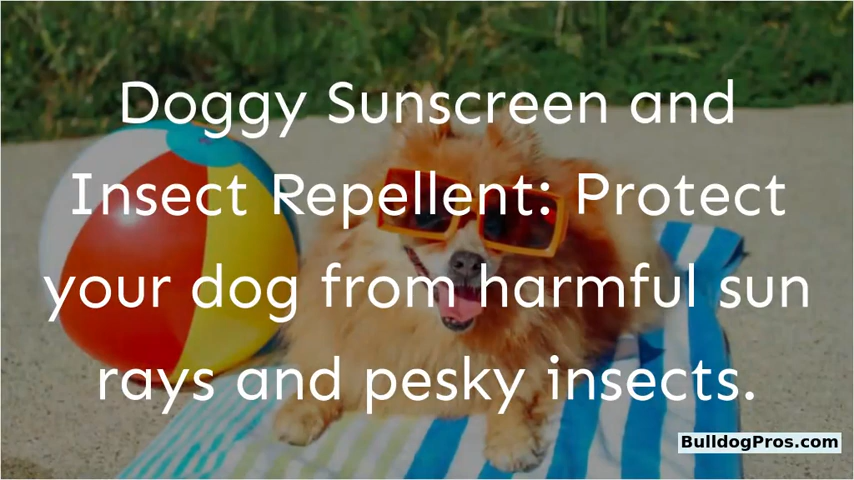 Doggy Sunscreen and
Insect Repellent: Protect
your dog from harmful sun
rays and pesky insects.
BulldogPros.com